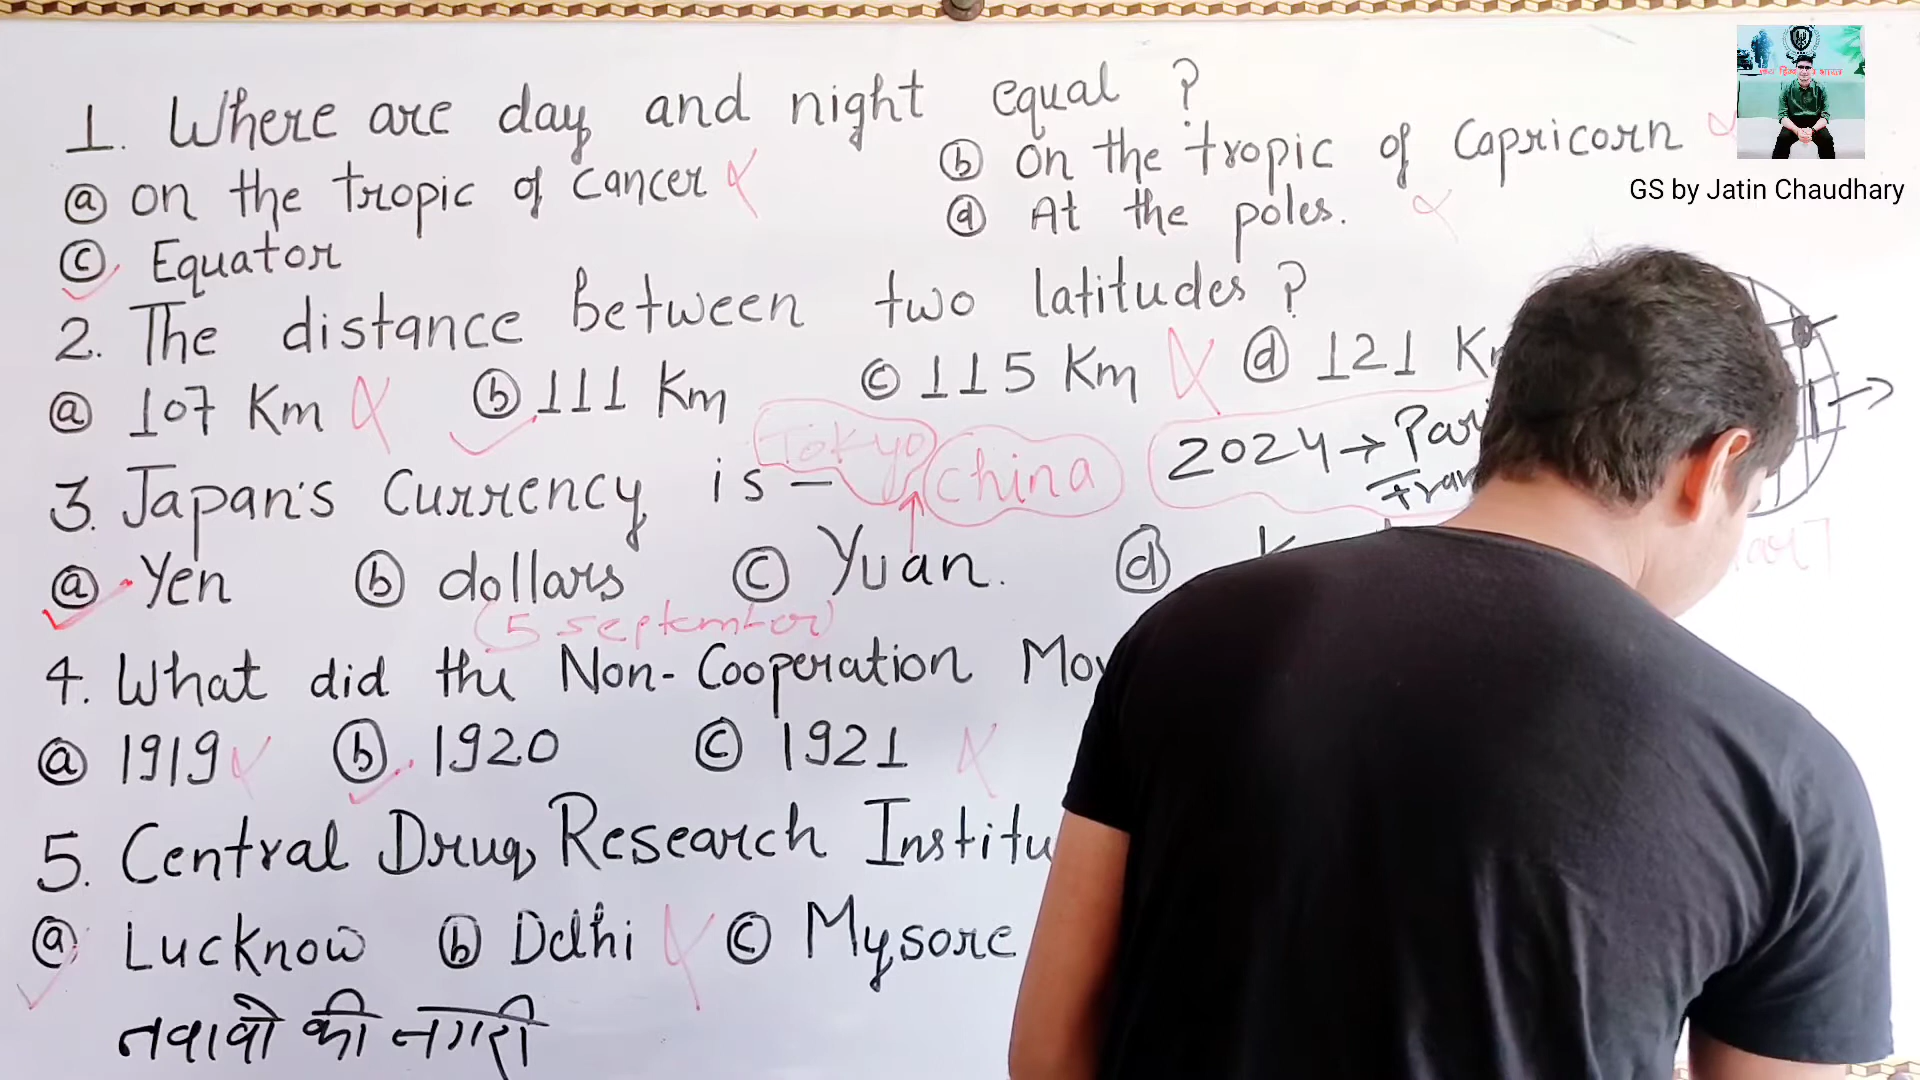 1. Where are day and night equal ?
ⓐ on the tropic of cancer ⓑ on the tropic of Capricorn
ⓒ Equator ⓓ At the poles.
GS by Jatin Chaudhary
2. The distance between two latitudes ?
ⓐ 107 Km ⓑ 111 Km ⓒ 115 Km ⓓ 121 K
Tokyo China 2024 → Pari
Fran
3. Japan's Currency is –
ⓐ Yen ⓑ dollars ⓒ Yuan. ⓓ
(5 september)
4. What did the Non-Cooperation Mov
ⓐ 1919 ⓑ 1920 ⓒ 1921
5. Central Drug Research Institu
ⓐ Lucknow ⓑ Delhi ⓒ Mysore
नवावो की नगरी